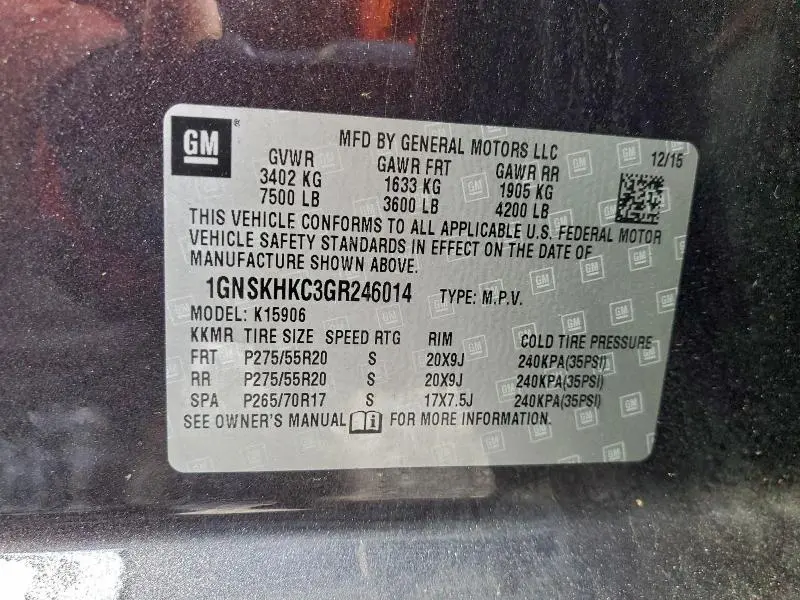 GM ®
MFD BY GENERAL MOTORS LLC
12/15
GVWR GAWR FRT GAWR RR
3402 KG 1633 KG 1905 KG
7500 LB 3600 LB 4200 LB
THIS VEHICLE CONFORMS TO ALL APPLICABLE U.S. FEDERAL MOTOR
VEHICLE SAFETY STANDARDS IN EFFECT ON THE DATE OF
MANUFACTURE SHOWN ABOVE.
1GNSKHKC3GR246014 TYPE: M.P.V.
MODEL: K15906
KKMR TIRE SIZE SPEED RTG RIM COLD TIRE PRESSURE
FRT P275/55R20 S 20X9J 240KPA(35PSI)
RR P275/55R20 S 20X9J 240KPA(35PSI)
SPA P265/70R17 S 17X7.5J 240KPA(35PSI)
SEE OWNER'S MANUAL FOR MORE INFORMATION.